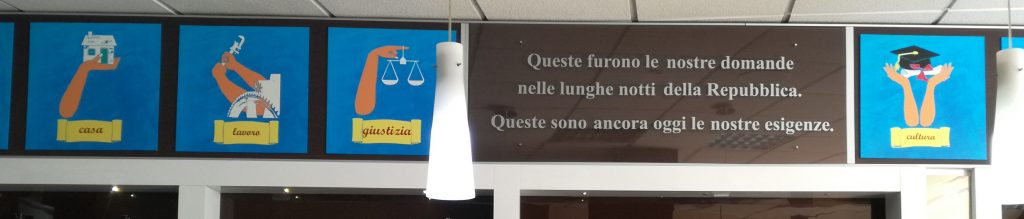 casa
lavoro
giustizia
Queste furono le nostre domande
nelle lunghe notti della Repubblica.
Queste sono ancora oggi le nostre esigenze.
cultura